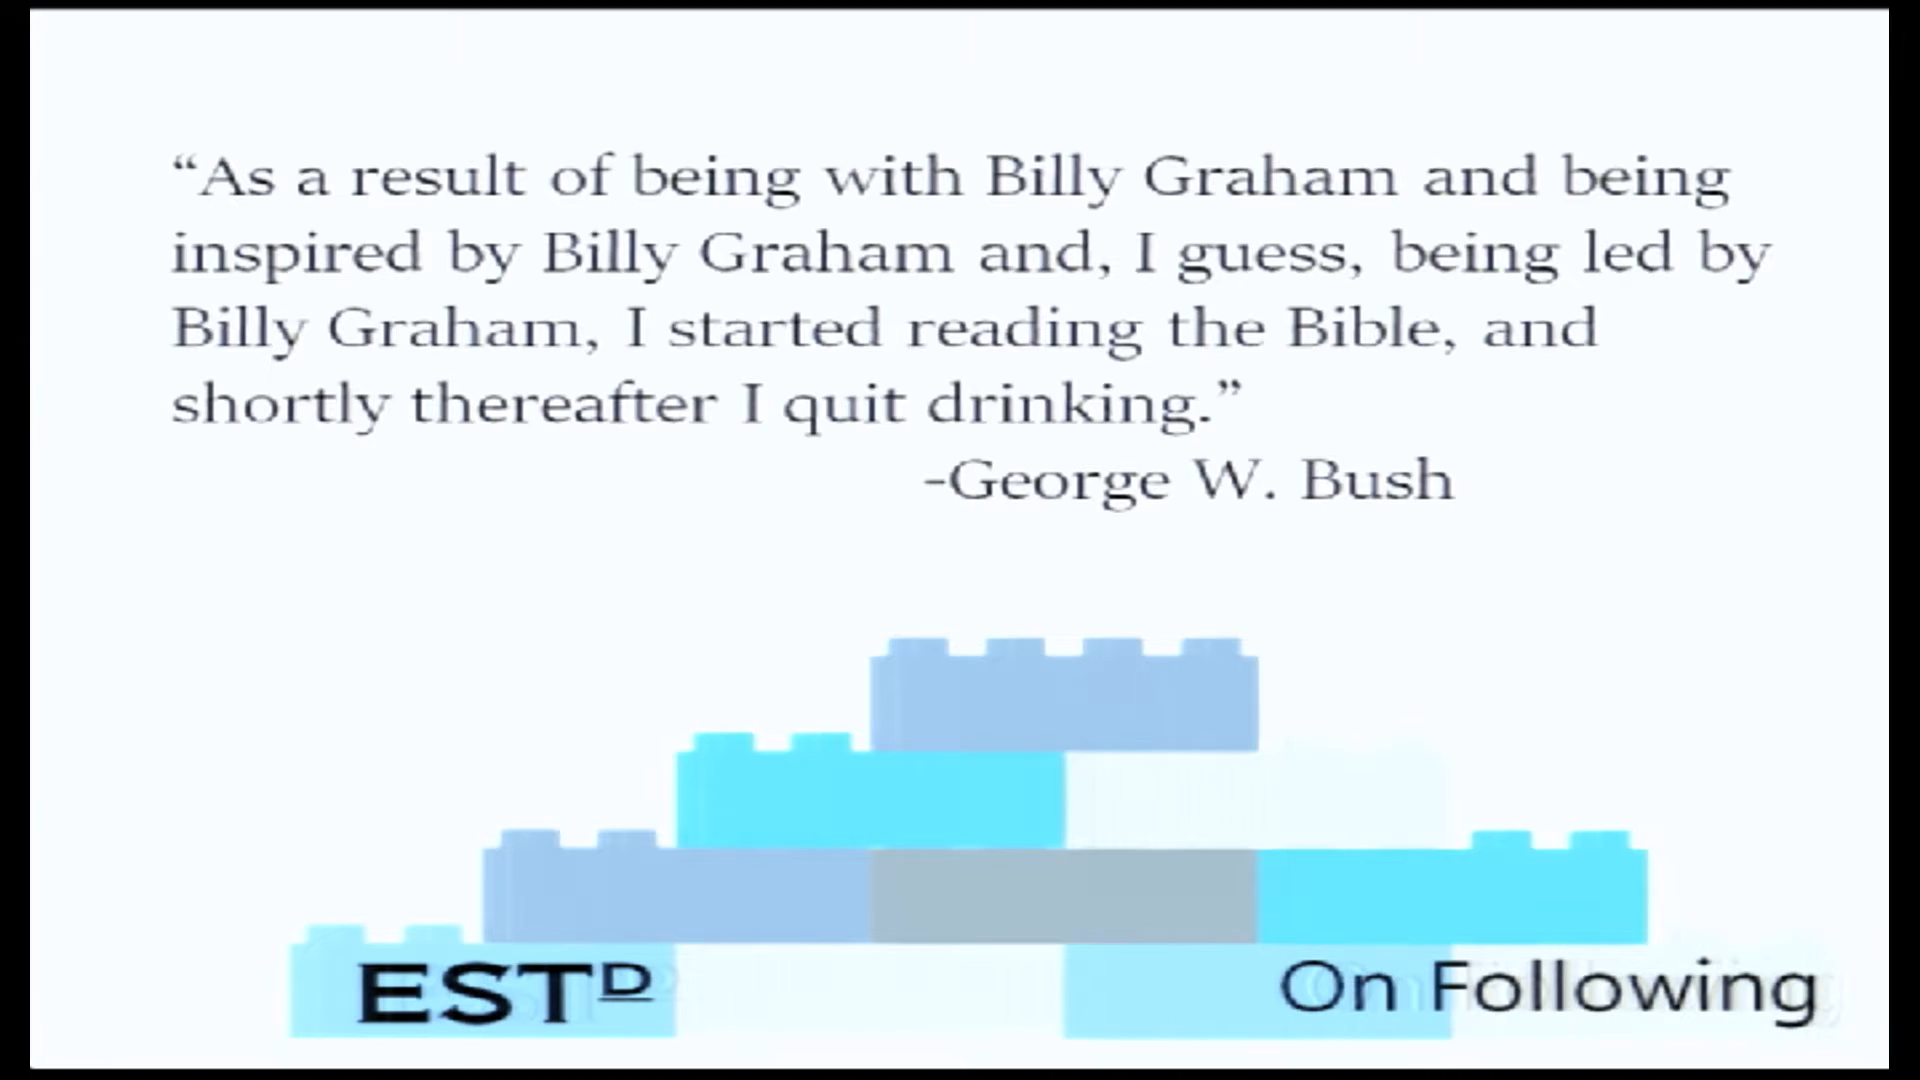 “As a result of being with Billy Graham and being
inspired by Billy Graham and, I guess, being led by
Billy Graham, I started reading the Bible, and
shortly thereafter I quit drinking.”
-George W. Bush
ESTD
On Following